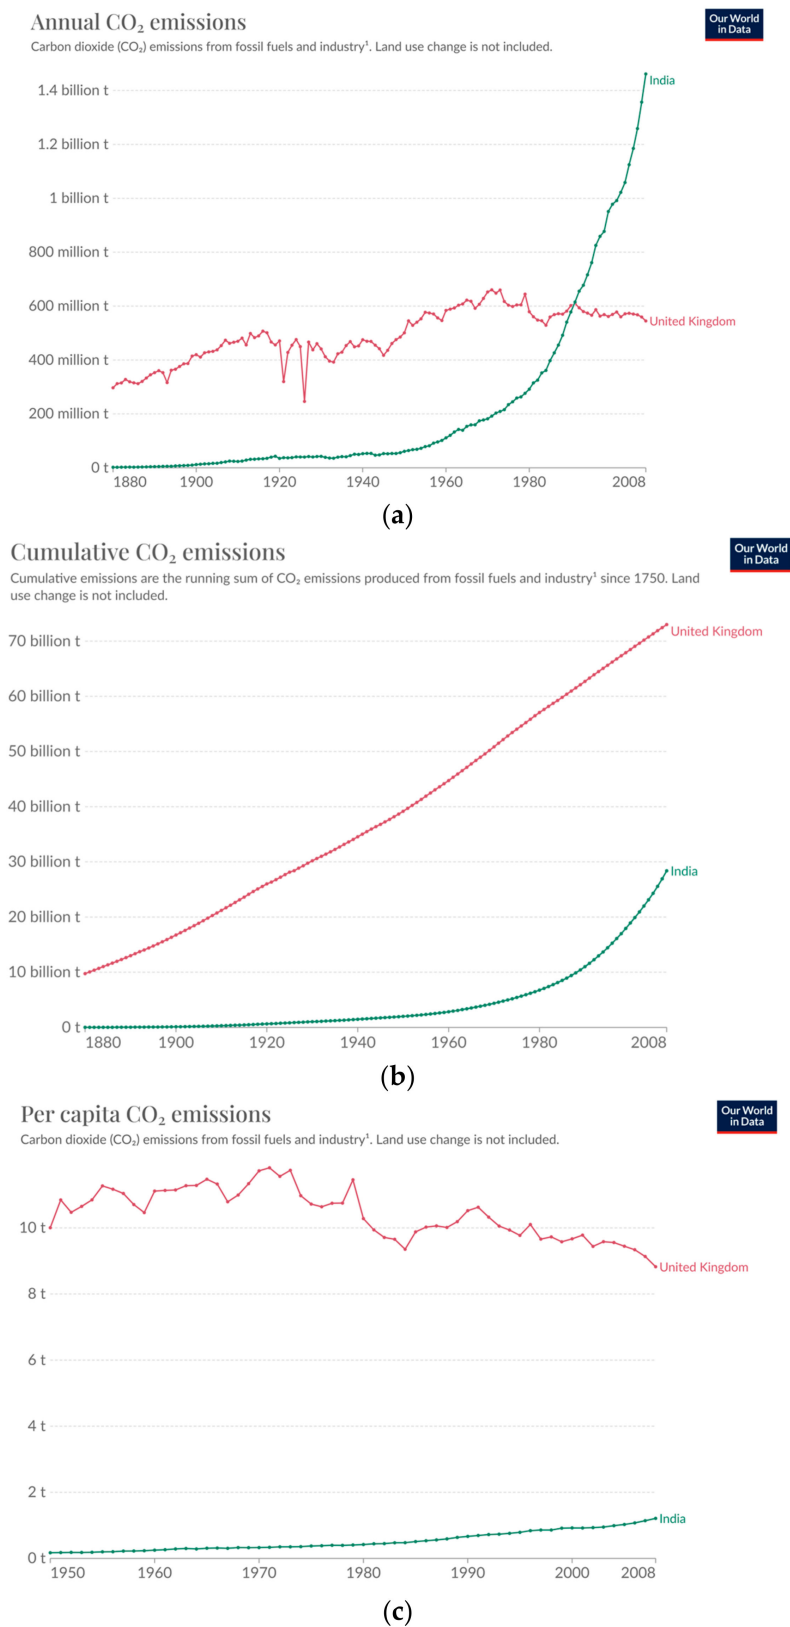 Annual CO₂ emissions
Our World
in Data
Carbon dioxide (CO₂) emissions from fossil fuels and industry¹. Land use change is not included.
1.4 billion t
India
1.2 billion t
1 billion t
800 million t
600 million t
United Kingdom
400 million t
200 million t
0 t
1880 1900 1920 1940 1960 1980 2008
(a)
Cumulative CO₂ emissions
Our World
in Data
Cumulative emissions are the running sum of CO₂ emissions produced from fossil fuels and industry¹ since 1750. Land
use change is not included.
70 billion t
United Kingdom
60 billion t
50 billion t
40 billion t
30 billion t
India
20 billion t
10 billion t
0 t
1880 1900 1920 1940 1960 1980 2008
(b)
Per capita CO₂ emissions
Our World
in Data
Carbon dioxide (CO₂) emissions from fossil fuels and industry¹. Land use change is not included.
10 t
United Kingdom
8 t
6 t
4 t
2 t
India
0 t
1950 1960 1970 1980 1990 2000 2008
(c)